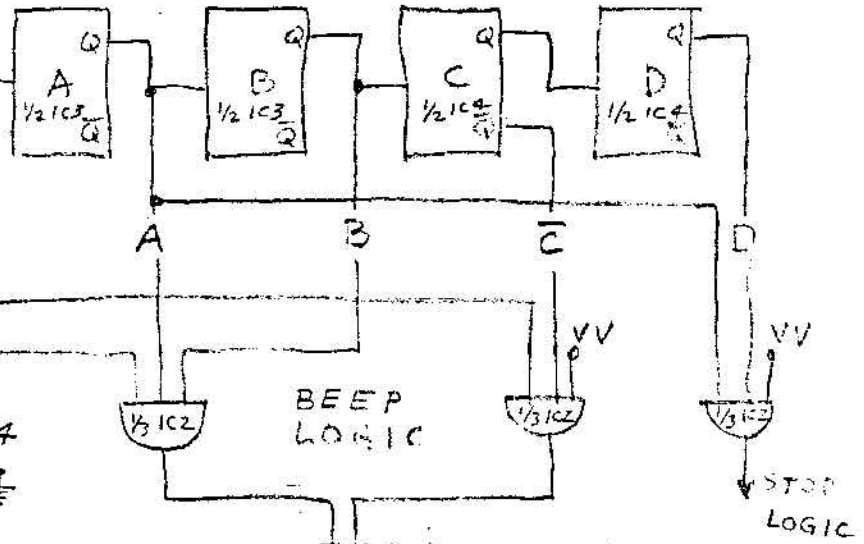 Q Q Q Q
A B C D
1/2 IC3 1/2 IC3 1/2 IC4 1/2 IC4
Q̅ Q̅ Q̅
A B C̅ D
VV VV
1/3 IC2 1/3 IC2 1/3 IC2
BEEP
LOGIC
4
STOP
LOGIC